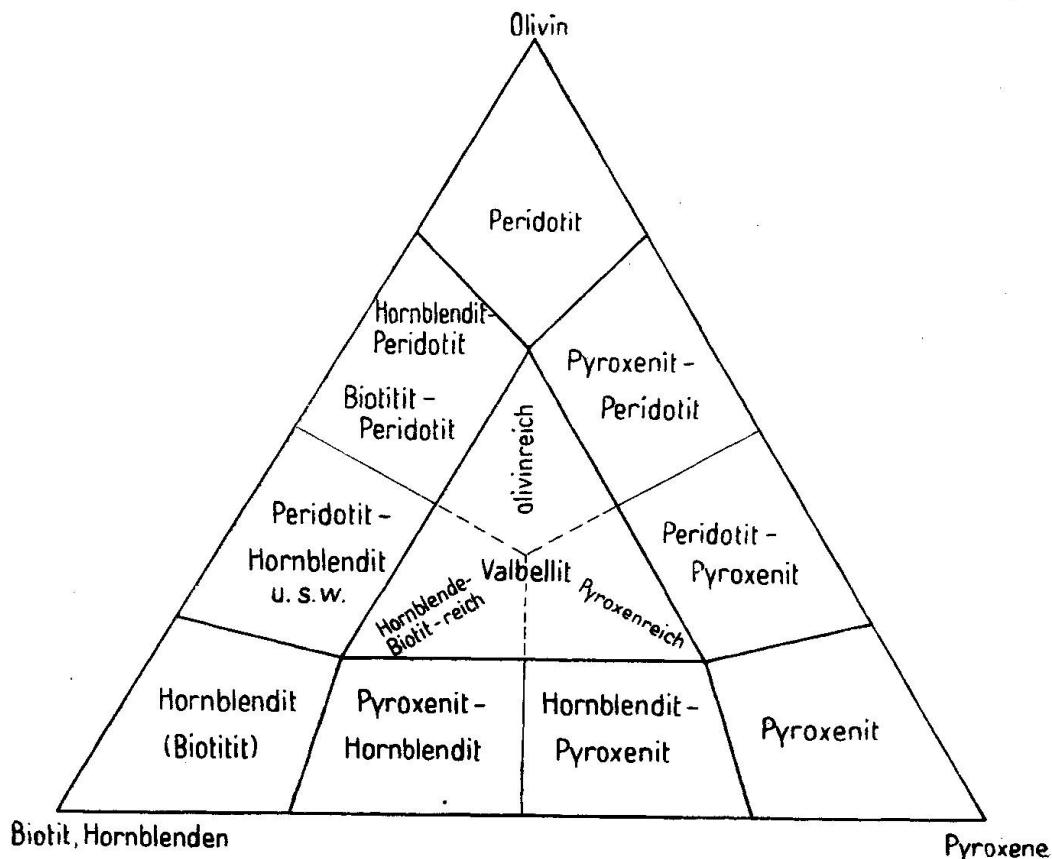 Olivin
Peridotit
Hornblendit-
Peridotit
Biotitit-
Peridotit
Pyroxenit-
Peridotit
olivinreich
Peridotit-
Hornblendit
u.s.w.
Peridotit-
Pyroxenit
Valbellit
Hornblende-
Biotit-reich
Pyroxenreich
Hornblendit
(Biotitit)
Pyroxenit-
Hornblendit
Hornblendit-
Pyroxenit
Pyroxenit
Biotit, Hornblenden
Pyroxene